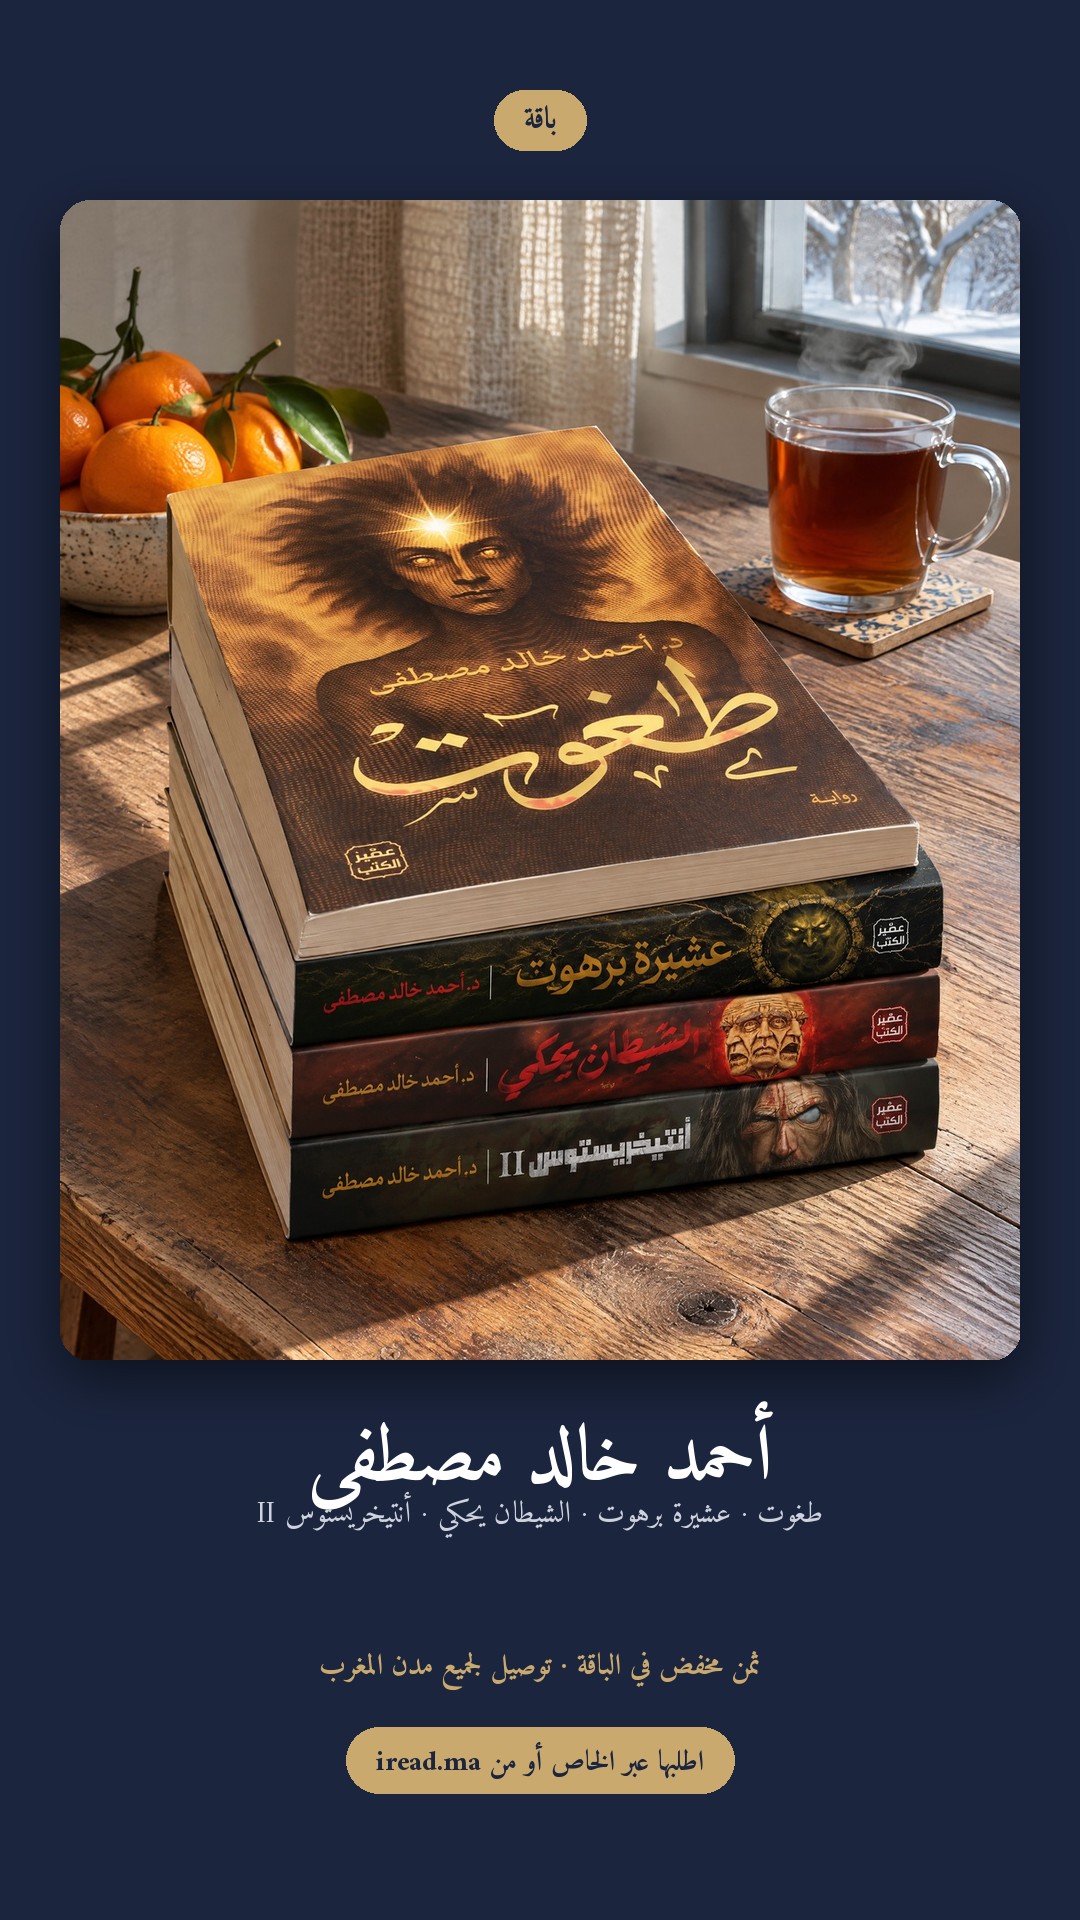 باقة
د. أحمد خالد مصطفى
طغوت
رواية
عصير الكتب
عشيرة برهوت
د. أحمد خالد مصطفى
عصير الكتب
الشيطان يحكي
د. أحمد خالد مصطفى
عصير الكتب
أنتيخريستوس II
د. أحمد خالد مصطفى
عصير الكتب
أحمد خالد مصطفى
طغوت · عشيرة برهوت · الشيطان يحكي · أنتيخريستوس II
ثمن مخفض في الباقة · توصيل لجميع مدن المغرب
اطلبها عبر الخاص أو من iread.ma